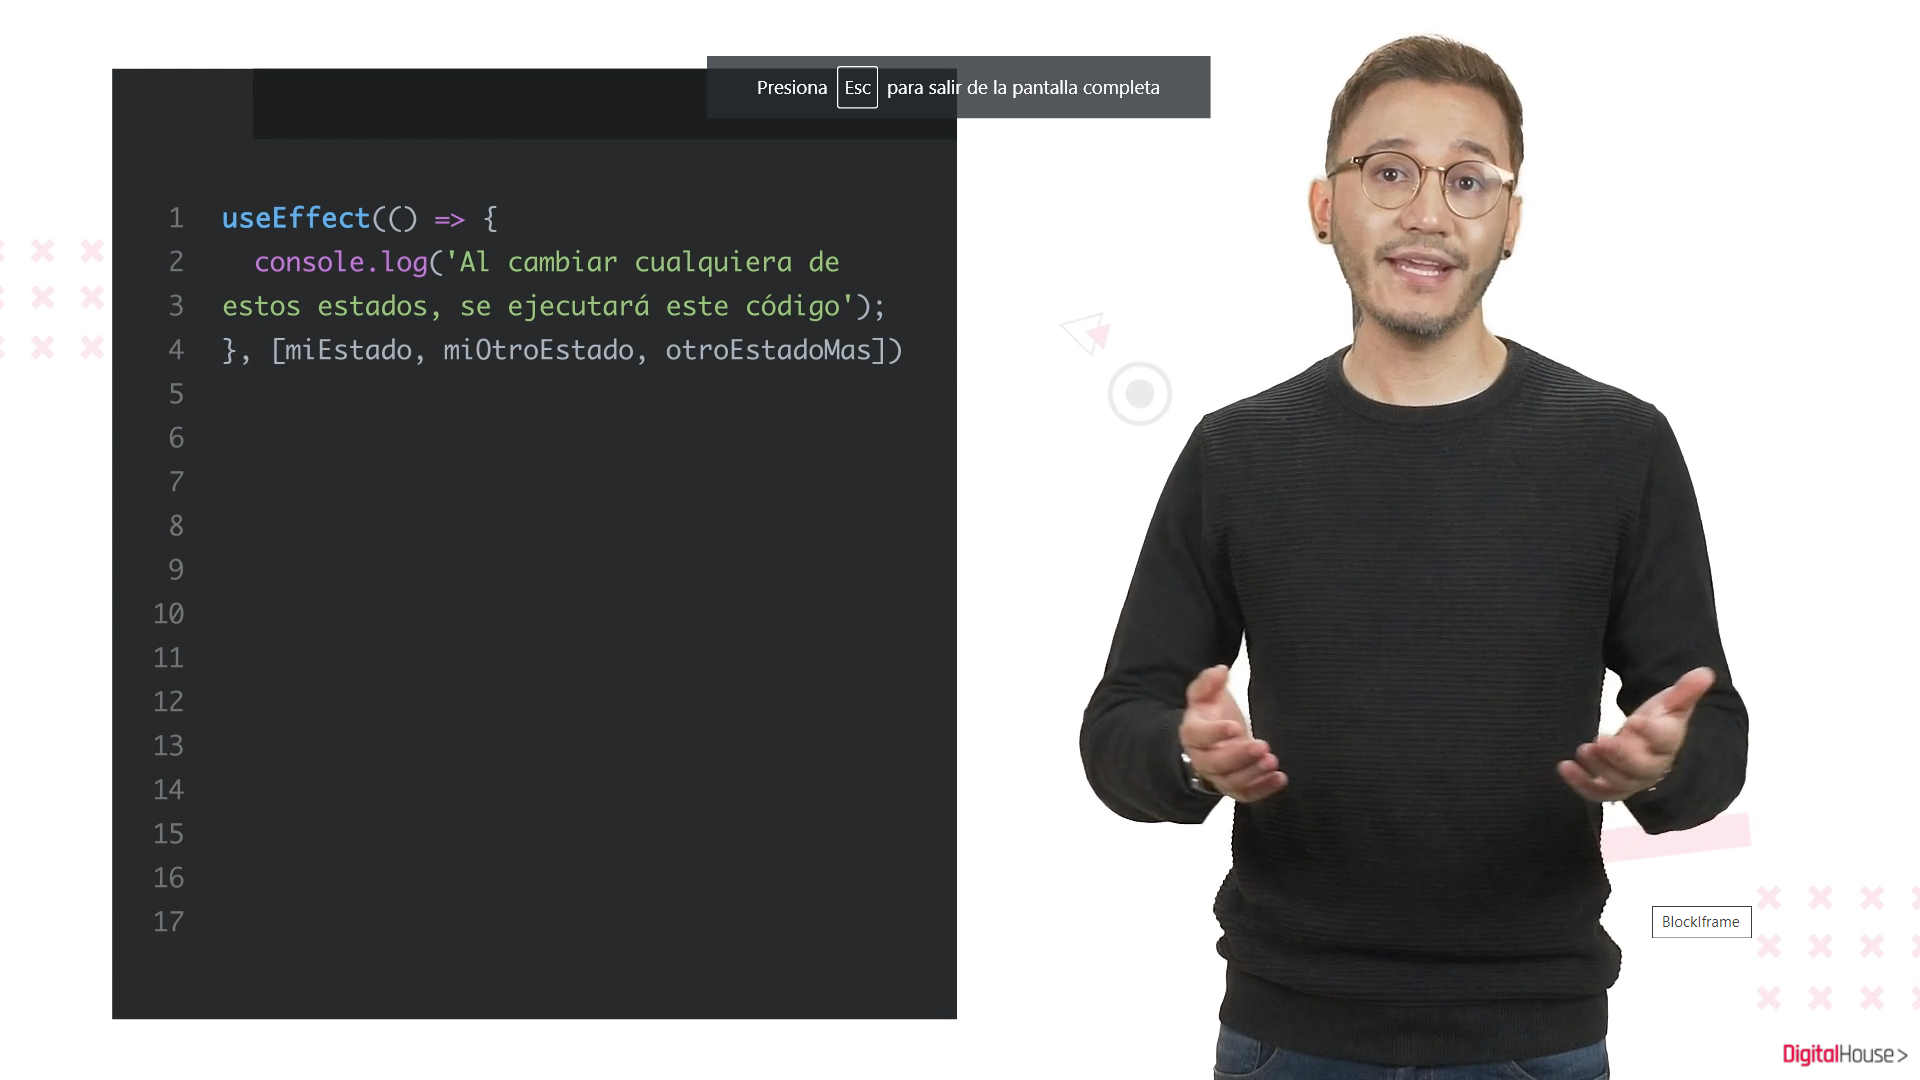 Presiona Esc para salir de la pantalla completa
1 useEffect(() => {
2 console.log('Al cambiar cualquiera de
3 estos estados, se ejecutará este código');
4 }, [miEstado, miOtroEstado, otroEstadoMas])
5
6
7
8
9
10
11
12
13
14
15
16
17
BlockIframe
DigitalHouse>